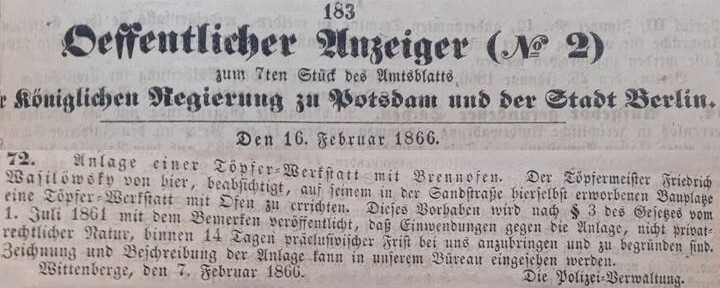 183
Oeffentlicher Anzeiger (№ 2)
zum 7ten Stück des Amtsblatts
r Königlichen Regierung zu Potsdam und der Stadt Berlin.
Den 16. Februar 1866.
72. Anlage einer Töpfer-Werkstatt mit Brennofen. Der Töpfermeister Friedrich
Wasilowsky von hier, beabsichtigt, auf seinem in der Sandstraße hierselbst erworbenen Bauplatze
eine Töpfer-Werkstatt mit Ofen zu errichten. Dieses Vorhaben wird nach § 3 des Gesetzes vom
1. Juli 1861 mit dem Bemerken veröffentlicht, daß Einwendungen gegen die Anlage, nicht privat-
rechtlicher Natur, binnen 14 Tagen präclusivischer Frist bei uns anzubringen und zu begründen sind.
Zeichnung und Beschreibung der Anlage kann in unserem Büreau eingesehen werden.
Wittenberge, den 7. Februar 1866. Die Polizei-Verwaltung.